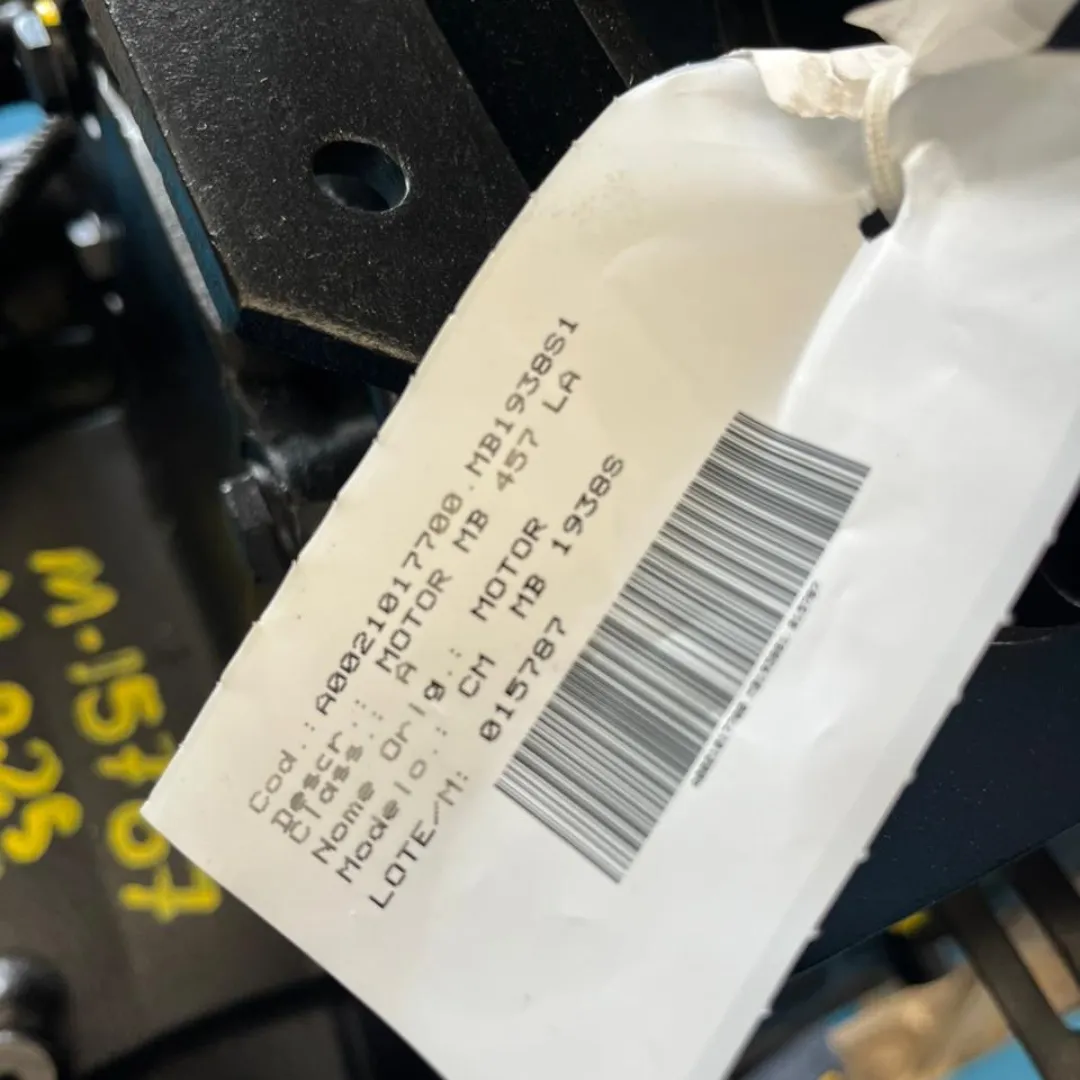 Cod.: A0021017700.MB1938S1
Descr.: MOTOR MB 457 LA
Class.: A
Nome Orig.: MOTOR
Modelo.: CM MB 1938S
LOTE/M: 015787